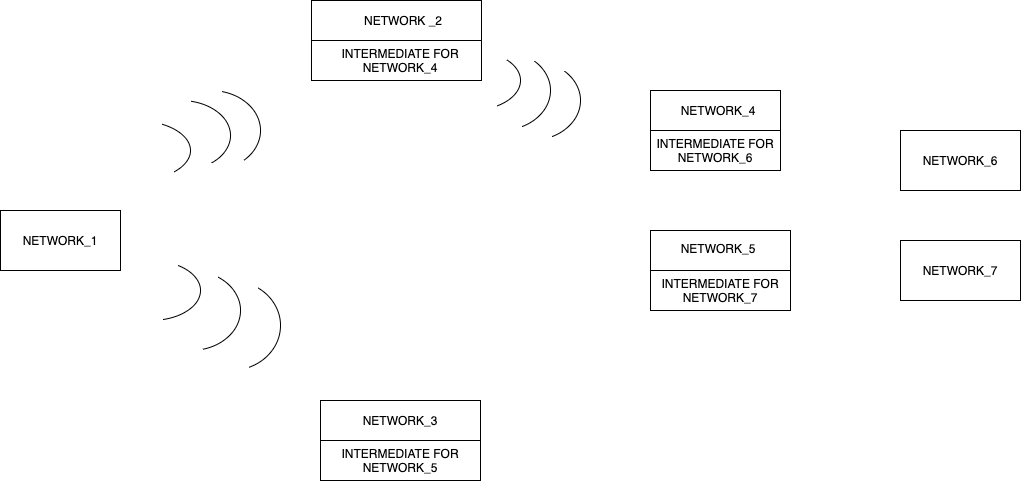 NETWORK _2
INTERMEDIATE FOR
NETWORK_4
NETWORK_4
INTERMEDIATE FOR
NETWORK_6
NETWORK_6
NETWORK_1
NETWORK_5
INTERMEDIATE FOR
NETWORK_7
NETWORK_7
NETWORK_3
INTERMEDIATE FOR
NETWORK_5